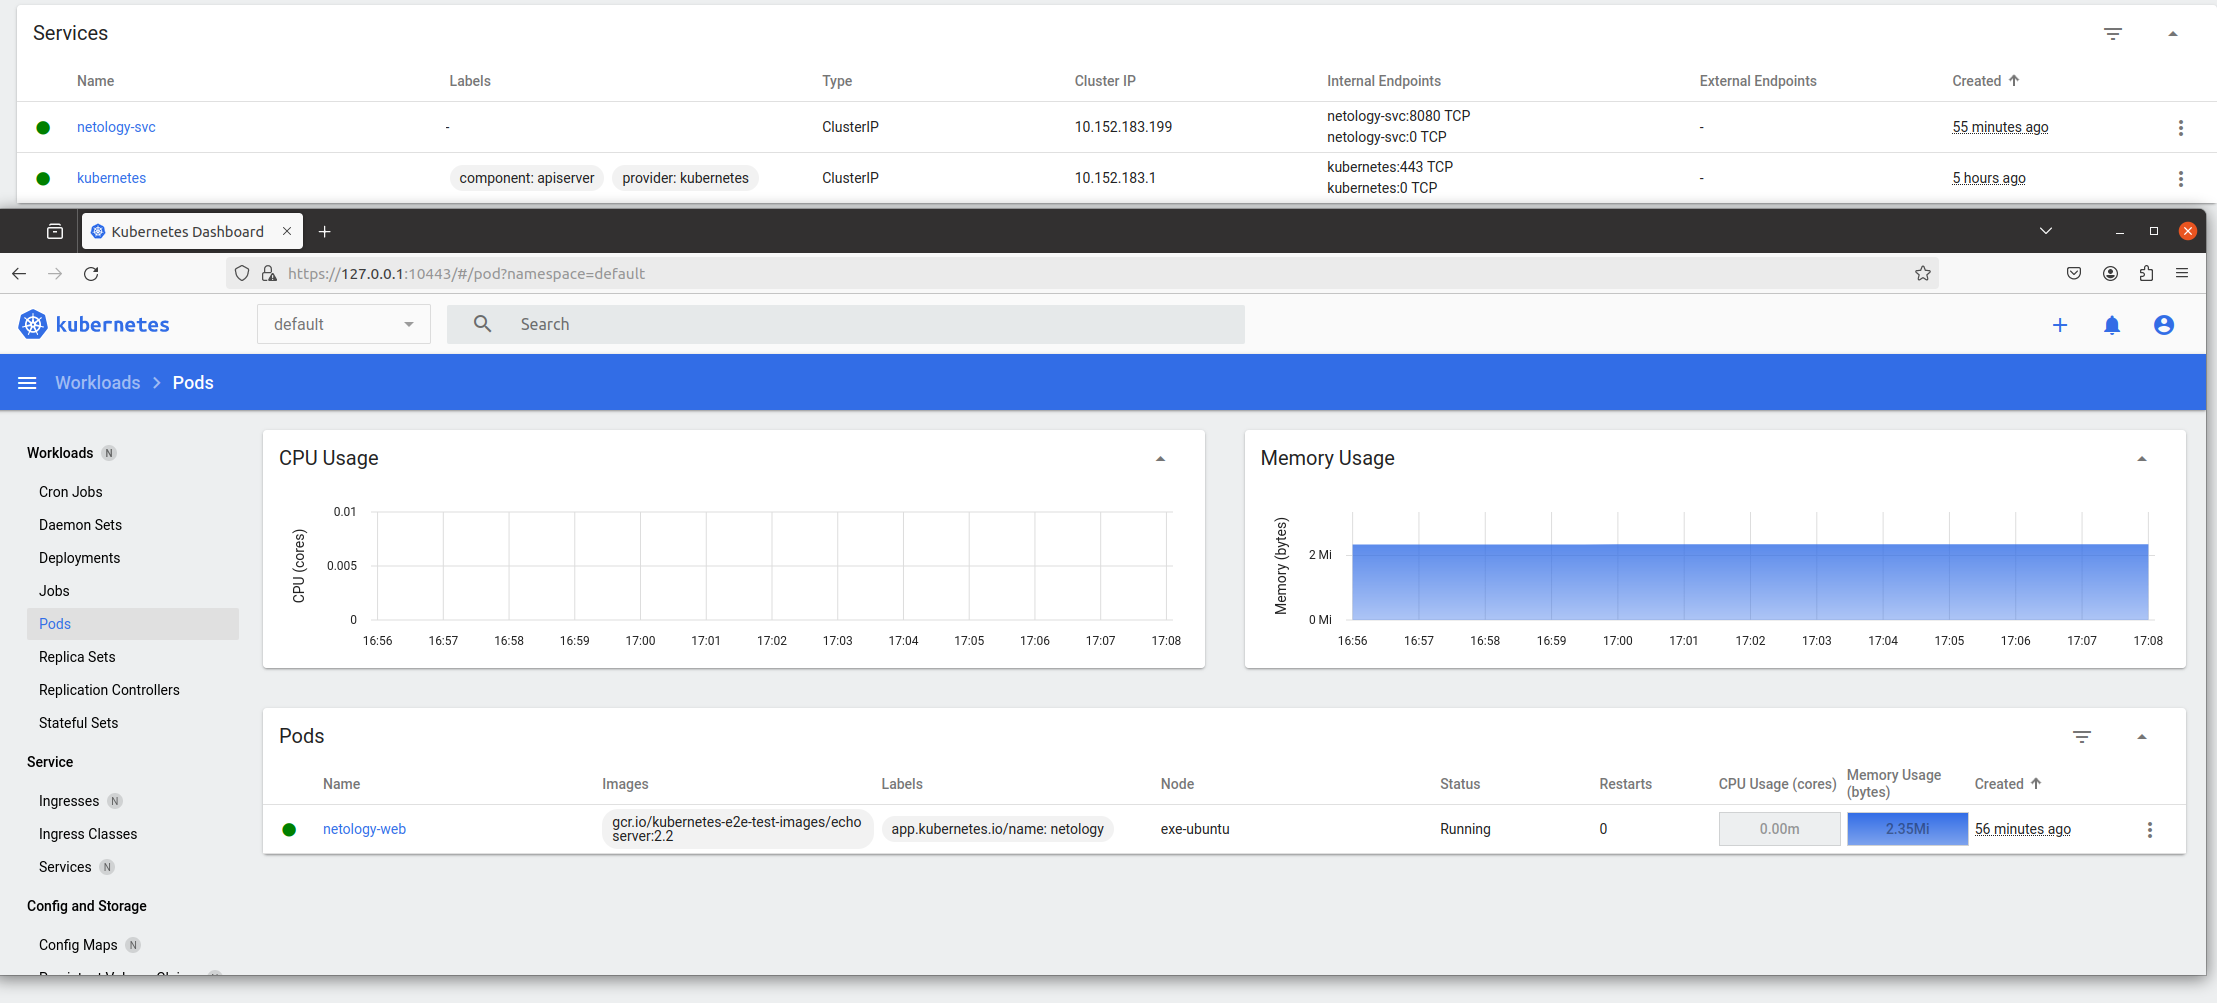 Services
Name Labels Type Cluster IP Internal Endpoints External Endpoints Created
netology-svc - ClusterIP 10.152.183.199 netology-svc:8080 TCP - 55 minutes ago
netology-svc:0 TCP
kubernetes component: apiserver provider: kubernetes ClusterIP 10.152.183.1 kubernetes:443 TCP - 5 hours ago
kubernetes:0 TCP
Kubernetes Dashboard
https://127.0.0.1:10443/#/pod?namespace=default
kubernetes default Search
Workloads Pods
Workloads N
Cron Jobs
Daemon Sets
Deployments
Jobs
Pods
Replica Sets
Replication Controllers
Stateful Sets
Service
Ingresses N
Ingress Classes
Services N
Config and Storage
Config Maps N
CPU Usage
CPU (cores)
0.01
0.005
0
16:56 16:57 16:58 16:59 17:00 17:01 17:02 17:03 17:04 17:05 17:06 17:07 17:08
Memory Usage
Memory (bytes)
2 Mi
0 Mi
16:56 16:57 16:58 16:59 17:00 17:01 17:02 17:03 17:04 17:05 17:06 17:07 17:08
Pods
Name Images Labels Node Status Restarts CPU Usage (cores) Memory Usage (bytes) Created
netology-web gcr.io/kubernetes-e2e-test-images/echo app.kubernetes.io/name: netology exe-ubuntu Running 0 0.00m 2.35Mi 56 minutes ago
server:2.2